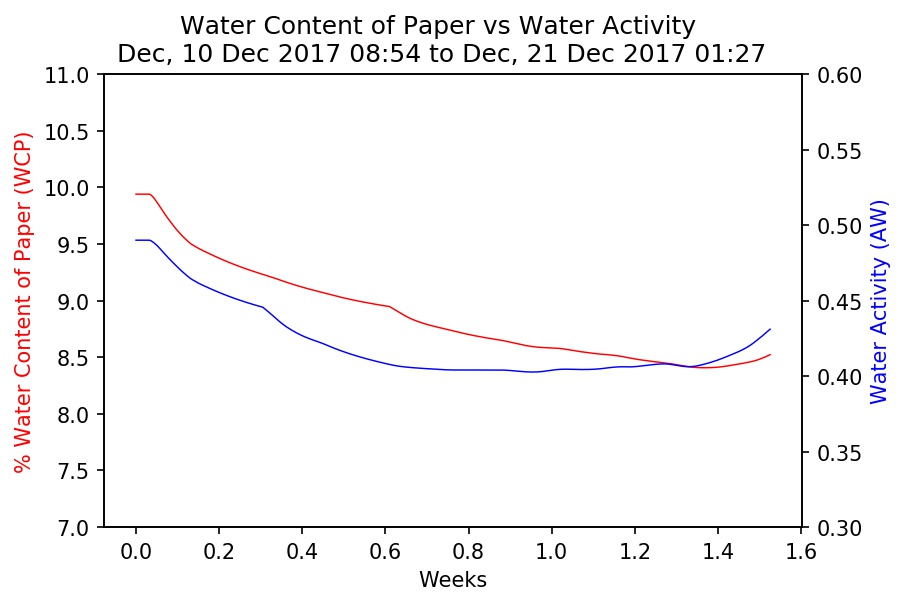 Water Content of Paper vs Water Activity
Dec, 10 Dec 2017 08:54 to Dec, 21 Dec 2017 01:27
% Water Content of Paper (WCP)
11.0
10.5
10.0
9.5
9.0
8.5
8.0
7.5
7.0
0.60
0.55
0.50
0.45
0.40
0.35
0.30
Water Activity (AW)
0.0 0.2 0.4 0.6 0.8 1.0 1.2 1.4 1.6
Weeks